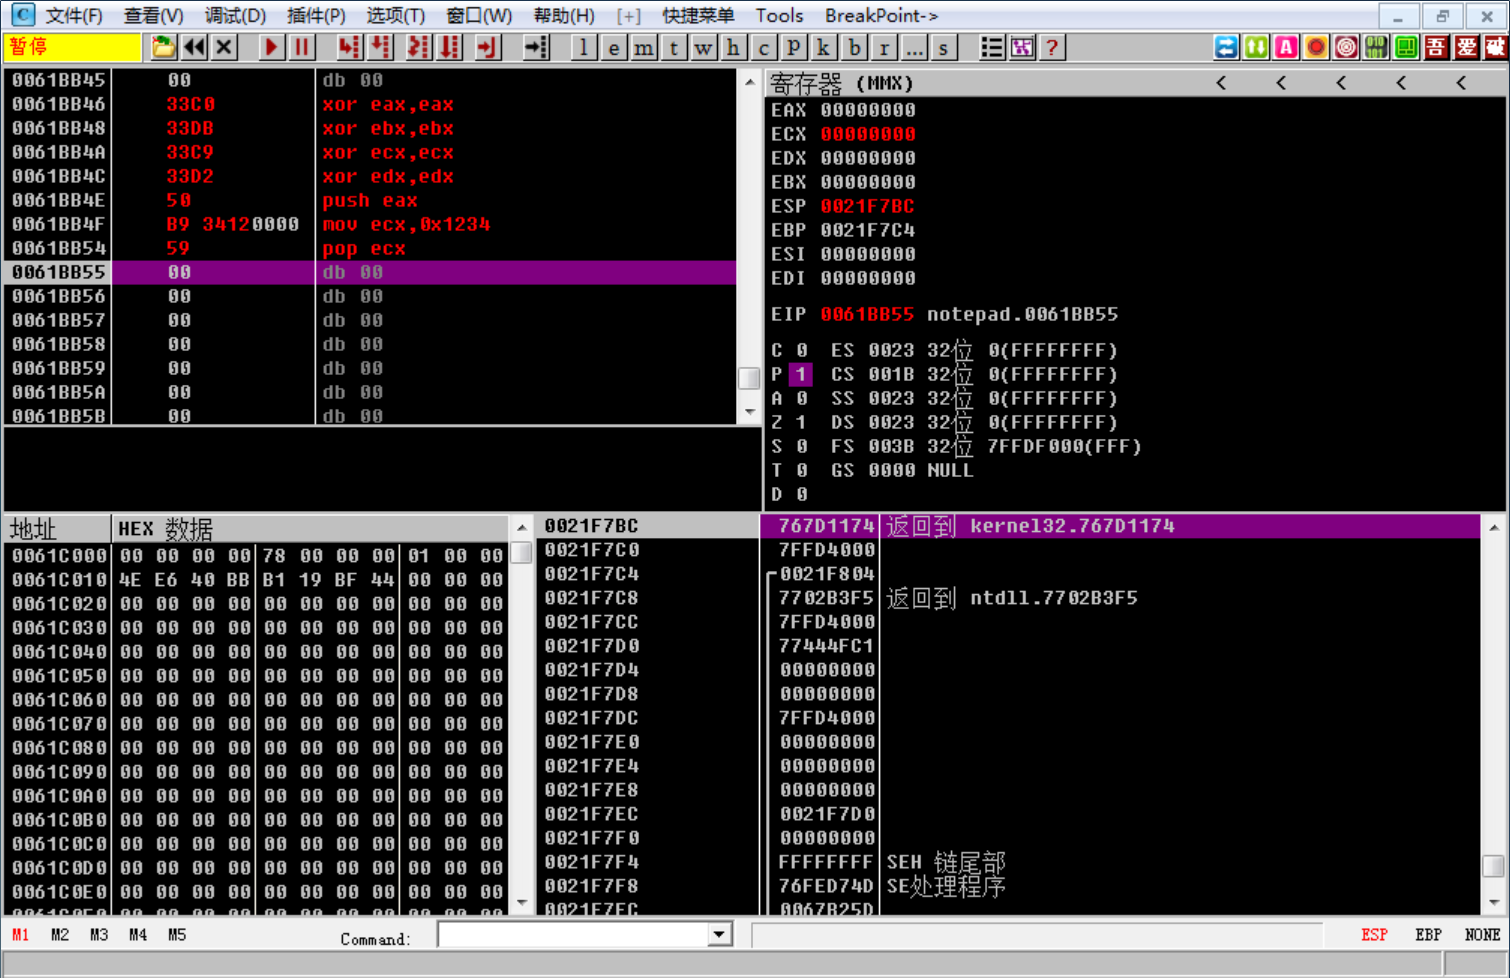 文件(F) 查看(V) 调试(D) 插件(P) 选项(T) 窗口(W) 帮助(H) [+] 快捷菜单 Tools BreakPoint->
暂停 l e m t w h c P k b r ... s ? 吾 爱 破
0061BB45 00 db 00
0061BB46 33C0 xor eax,eax
0061BB48 33DB xor ebx,ebx
0061BB4A 33C9 xor ecx,ecx
0061BB4C 33D2 xor edx,edx
0061BB4E 50 push eax
0061BB4F B9 34120000 mov ecx,0x1234
0061BB54 59 pop ecx
0061BB55 00 db 00
0061BB56 00 db 00
0061BB57 00 db 00
0061BB58 00 db 00
0061BB59 00 db 00
0061BB5A 00 db 00
0061BB5B 00 db 00
寄存器 (MMX) < < < < <
EAX 00000000
ECX 00000000
EDX 00000000
EBX 00000000
ESP 0021F7BC
EBP 0021F7C4
ESI 00000000
EDI 00000000
EIP 0061BB55 notepad.0061BB55
C 0 ES 0023 32位 0(FFFFFFFF)
P 1 CS 001B 32位 0(FFFFFFFF)
A 0 SS 0023 32位 0(FFFFFFFF)
Z 1 DS 0023 32位 0(FFFFFFFF)
S 0 FS 003B 32位 7FFDF000(FFF)
T 0 GS 0000 NULL
D 0
地址 HEX 数据
0061C000 00 00 00 00 78 00 00 00 01 00 00
0061C010 4E E6 40 BB B1 19 BF 44 00 00 00
0061C020 00 00 00 00 00 00 00 00 00 00 00
0061C030 00 00 00 00 00 00 00 00 00 00 00
0061C040 00 00 00 00 00 00 00 00 00 00 00
0061C050 00 00 00 00 00 00 00 00 00 00 00
0061C060 00 00 00 00 00 00 00 00 00 00 00
0061C070 00 00 00 00 00 00 00 00 00 00 00
0061C080 00 00 00 00 00 00 00 00 00 00 00
0061C090 00 00 00 00 00 00 00 00 00 00 00
0061C0A0 00 00 00 00 00 00 00 00 00 00 00
0061C0B0 00 00 00 00 00 00 00 00 00 00 00
0061C0C0 00 00 00 00 00 00 00 00 00 00 00
0061C0D0 00 00 00 00 00 00 00 00 00 00 00
0061C0E0 00 00 00 00 00 00 00 00 00 00 00
0061C0F0 00 00 00 00 00 00 00 00 00 00 00
0021F7BC 767D1174 返回到 kernel32.767D1174
0021F7C0 7FFD4000
0021F7C4 0021F804
0021F7C8 7702B3F5 返回到 ntdll.7702B3F5
0021F7CC 7FFD4000
0021F7D0 77444FC1
0021F7D4 00000000
0021F7D8 00000000
0021F7DC 7FFD4000
0021F7E0 00000000
0021F7E4 00000000
0021F7E8 00000000
0021F7EC 0021F7D0
0021F7F0 00000000
0021F7F4 FFFFFFFF SEH 链尾部
0021F7F8 76FED74D SE处理程序
0021F7FC 0067B25D
M1 M2 M3 M4 M5 Command: ESP EBP NONE